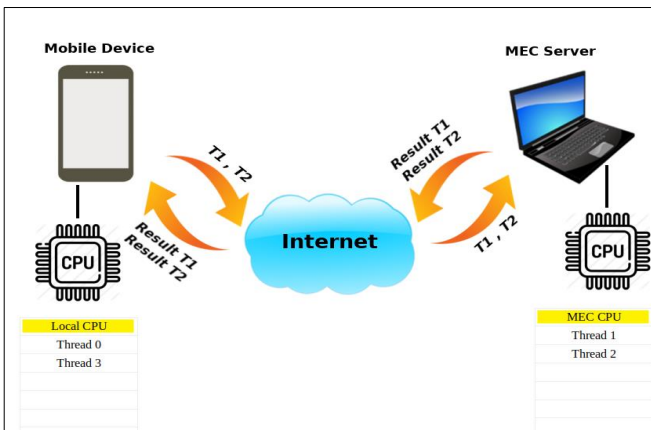 Mobile Device
MEC Server
T1 , T2
Result T1
Result T2
Result T1
Result T2
T1 , T2
Internet
CPU
CPU
Local CPU
Thread 0
Thread 3
MEC CPU
Thread 1
Thread 2